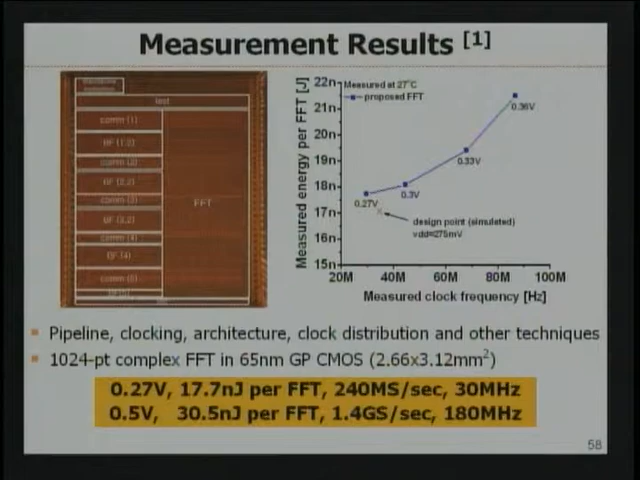 Measurement Results [1]
test
comm (1)
BF (1,2)
comm (2)
BF (2,2)
comm (3)
BF (3,2)
comm (4)
BF (4)
comm (5)
FFT
Measured energy per FFT [J]
22n
21n
20n
19n
18n
17n
16n
15n
Measured at 27°C
proposed FFT
0.36V
0.33V
0.3V
0.27V
design point (simulated)
vdd=275mV
20M 40M 60M 80M 100M
Measured clock frequency [Hz]
Pipeline, clocking, architecture, clock distribution and other techniques
1024-pt complex FFT in 65nm GP CMOS (2.66x3.12mm2)
0.27V, 17.7nJ per FFT, 240MS/sec, 30MHz
0.5V, 30.5nJ per FFT, 1.4GS/sec, 180MHz
58